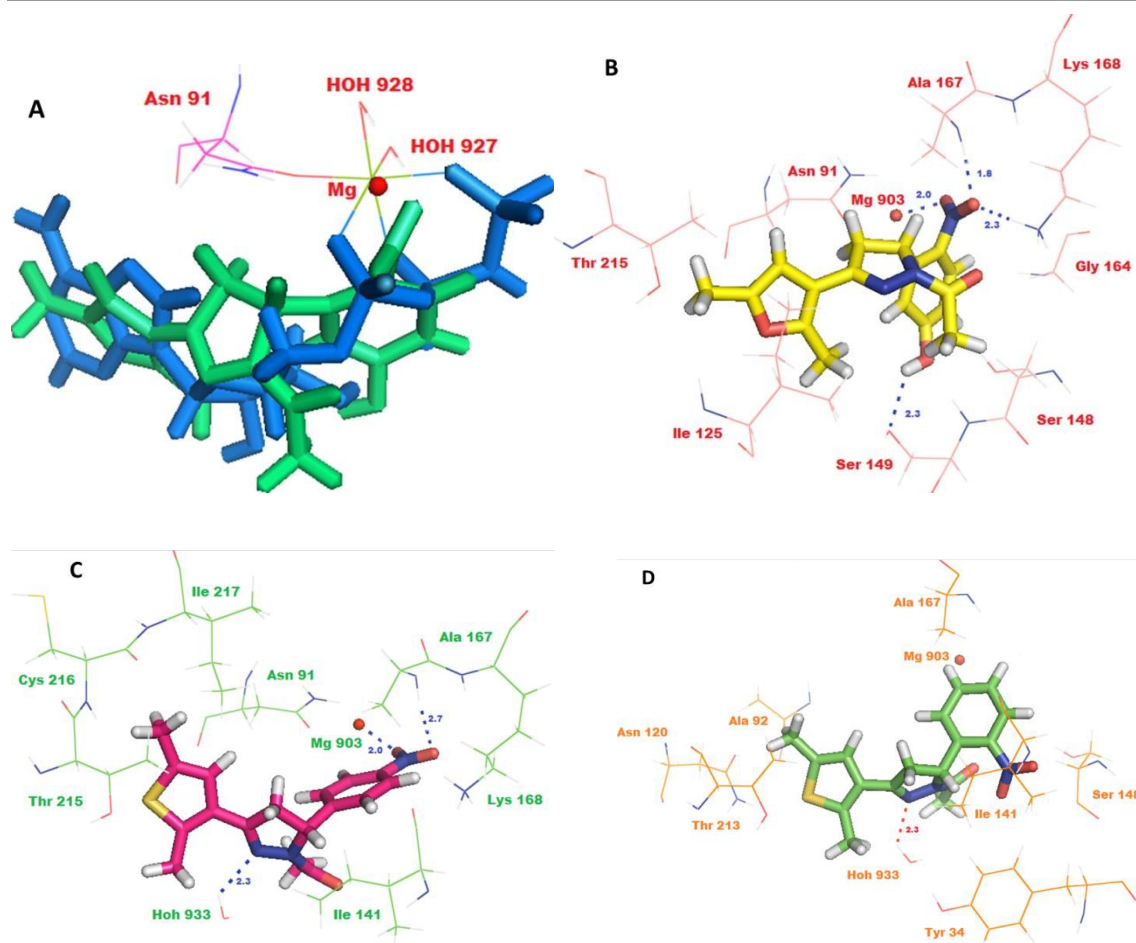 A
Asn 91
HOH 928
HOH 927
Mg
B
Lys 168
Ala 167
1.8
Asn 91
Mg 903
2.0
2.3
Thr 215
Gly 164
2.3
Ile 125
Ser 148
Ser 149
C
Ile 217
Ala 167
Cys 216
Asn 91
2.7
Mg 903
2.0
Thr 215
Lys 168
2.3
Hoh 933
Ile 141
D
Ala 167
Mg 903
Ala 92
Asn 120
Thr 213
Ile 141
Ser 148
2.3
Hoh 933
Tyr 34